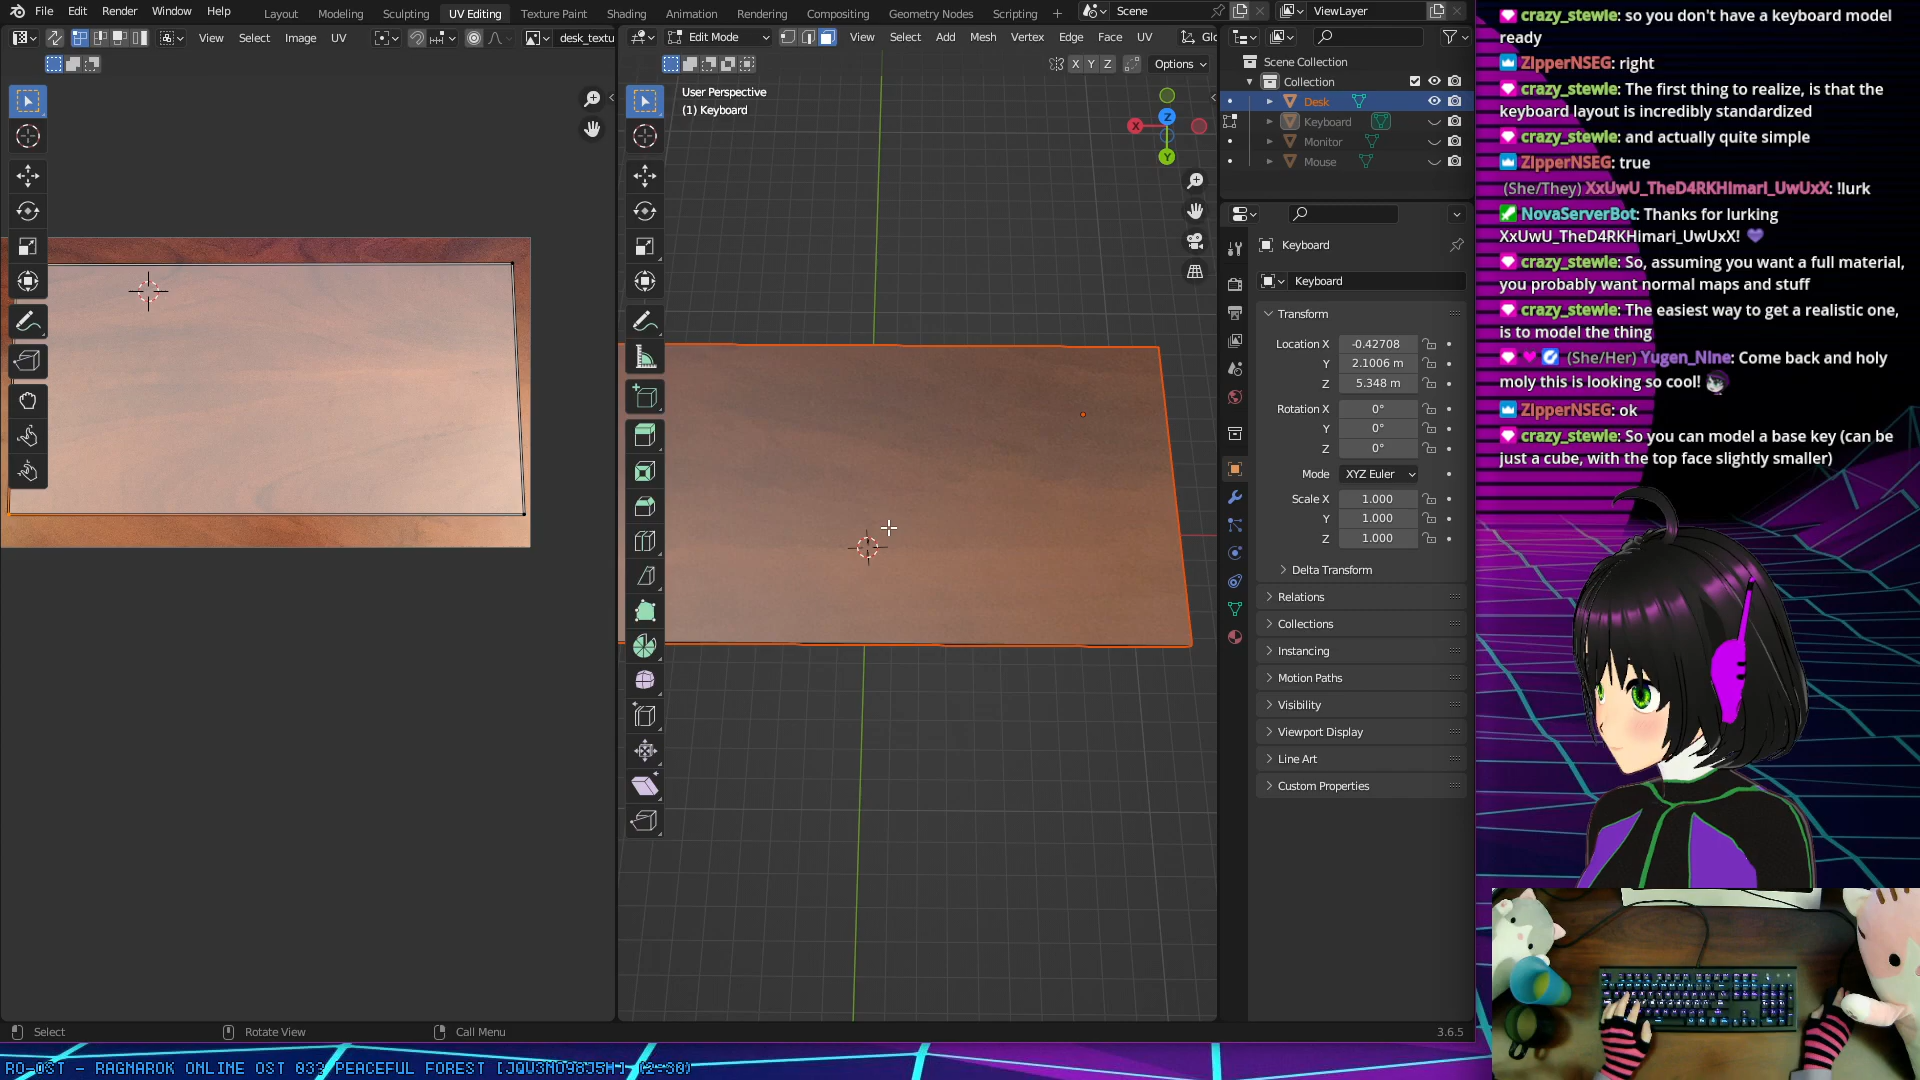 File Edit Render Window Help
Layout Modeling Sculpting UV Editing Texture Paint Shading Animation Rendering Compositing Geometry Nodes Scripting
Scene
ViewLayer
View Select Image UV
desk_textu
Edit Mode
View Select Add Mesh Vertex Edge Face UV
Glo
X Y Z
Options
User Perspective
(1) Keyboard
X
Z
Y
Scene Collection
Collection
Desk
Keyboard
Monitor
Mouse
Keyboard
Keyboard
Transform
Location X -0.42708
Y 2.1006 m
Z 5.348 m
Rotation X 0°
Y 0°
Z 0°
Mode XYZ Euler
Scale X 1.000
Y 1.000
Z 1.000
Delta Transform
Relations
Collections
Instancing
Motion Paths
Visibility
Viewport Display
Line Art
Custom Properties
Select
Rotate View
Call Menu
3.6.5
RO-OST - RAGNAROK ONLINE OST 033 PEACEFUL FOREST [JQV3NO98J5H] (2:30)
crazy_stewie: so you don't have a keyboard model
ready
ZipperNSEG: right
crazy_stewie: The first thing to realize, is that the
keyboard layout is incredibly standardized
crazy_stewie: and actually quite simple
ZipperNSEG: true
(She/They) XxUwU_TheD4RKHimari_UwUxX: !lurk
NovaServerBot: Thanks for lurking
XxUwU_TheD4RKHimari_UwUxX!
crazy_stewie: So, assuming you want a full material,
you probably want normal maps and stuff
crazy_stewie: The easiest way to get a realistic one,
is to model the thing
(She/Her) Yugen_Nine: Come back and holy
moly this is looking so cool!
ZipperNSEG: ok
crazy_stewie: So you can model a base key (can be
just a cube, with the top face slightly smaller)